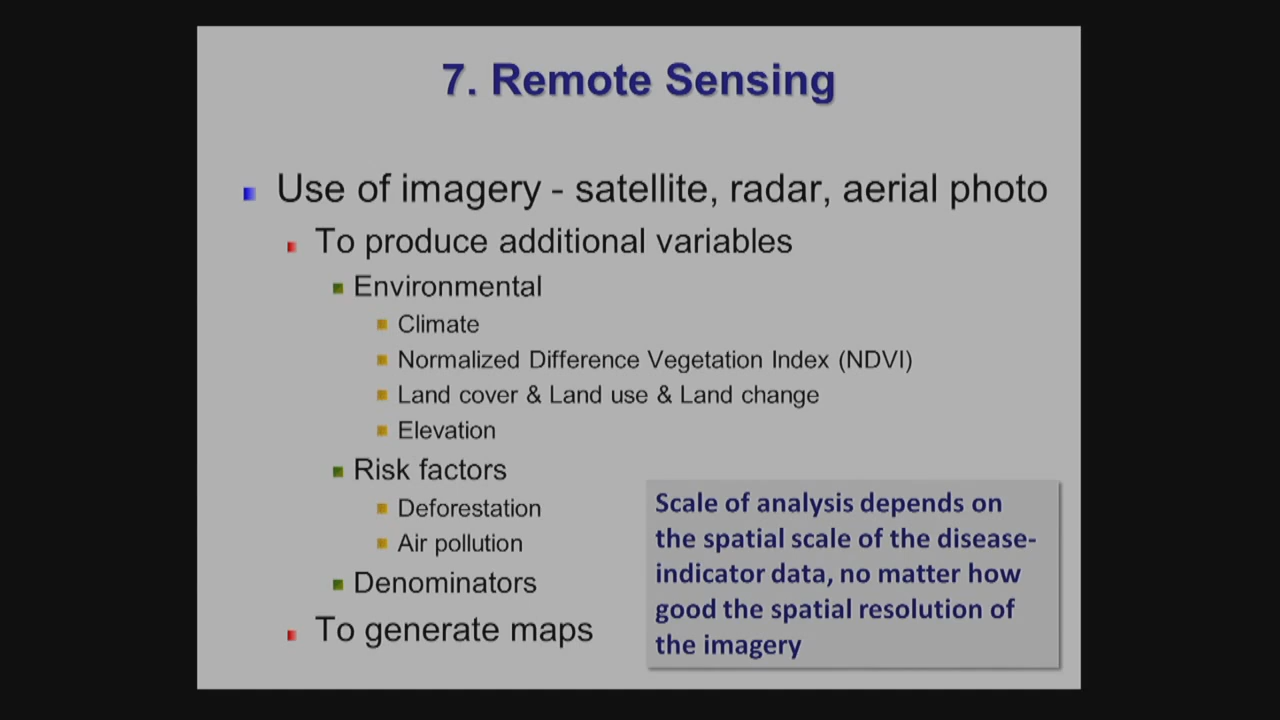 7. Remote Sensing
Use of imagery - satellite, radar, aerial photo
To produce additional variables
Environmental
Climate
Normalized Difference Vegetation Index (NDVI)
Land cover & Land use & Land change
Elevation
Risk factors
Deforestation
Air pollution
Denominators
To generate maps
Scale of analysis depends on
the spatial scale of the disease-
indicator data, no matter how
good the spatial resolution of
the imagery